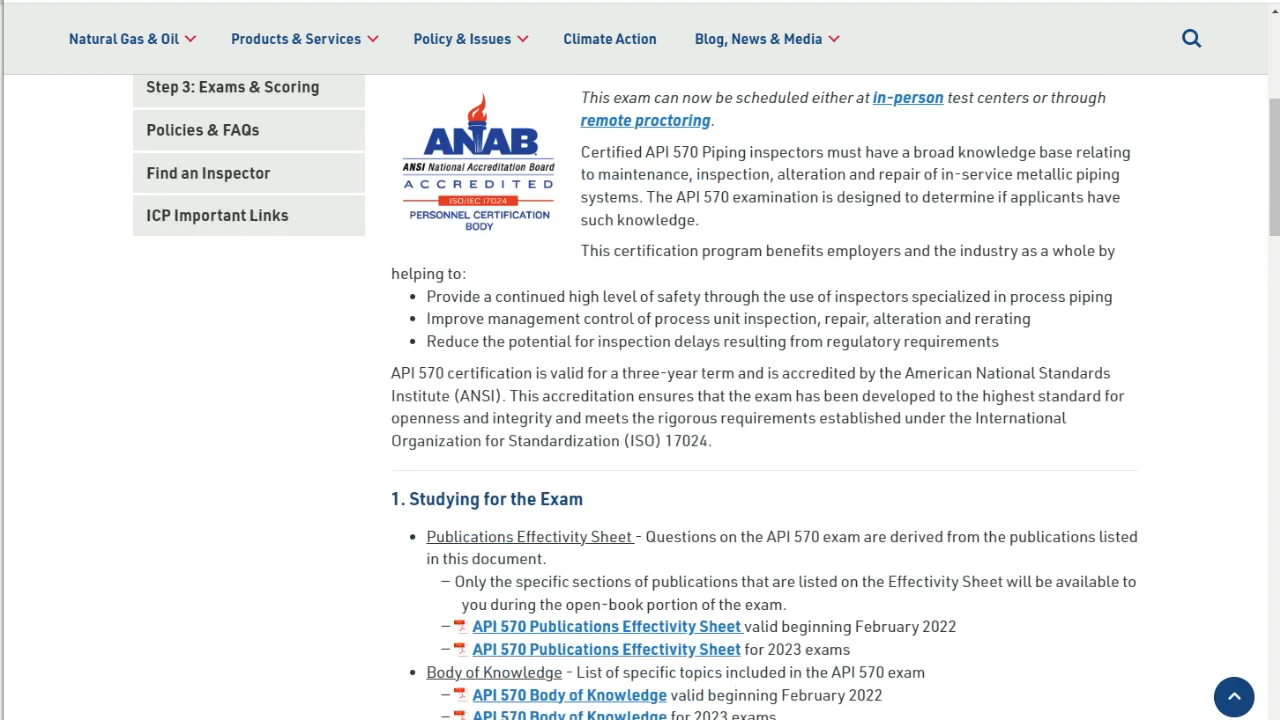 Natural Gas & Oil Products & Services Policy & Issues Climate Action Blog, News & Media
Step 3: Exams & Scoring
Policies & FAQs
Find an Inspector
ICP Important Links
ANAB
ANSI National Accreditation Board
ACCREDITED
ISO/IEC 17024
PERSONNEL CERTIFICATION
BODY
This exam can now be scheduled either at in-person test centers or through
remote proctoring.
Certified API 570 Piping inspectors must have a broad knowledge base relating
to maintenance, inspection, alteration and repair of in-service metallic piping
systems. The API 570 examination is designed to determine if applicants have
such knowledge.
This certification program benefits employers and the industry as a whole by
helping to:
• Provide a continued high level of safety through the use of inspectors specialized in process piping
• Improve management control of process unit inspection, repair, alteration and rerating
• Reduce the potential for inspection delays resulting from regulatory requirements
API 570 certification is valid for a three-year term and is accredited by the American National Standards
Institute (ANSI). This accreditation ensures that the exam has been developed to the highest standard for
openness and integrity and meets the rigorous requirements established under the International
Organization for Standardization (ISO) 17024.
1. Studying for the Exam
• Publications Effectivity Sheet - Questions on the API 570 exam are derived from the publications listed
in this document.
– Only the specific sections of publications that are listed on the Effectivity Sheet will be available to
you during the open-book portion of the exam.
– API 570 Publications Effectivity Sheet valid beginning February 2022
– API 570 Publications Effectivity Sheet for 2023 exams
• Body of Knowledge - List of specific topics included in the API 570 exam
– API 570 Body of Knowledge valid beginning February 2022
– API 570 Body of Knowledge for 2023 exams